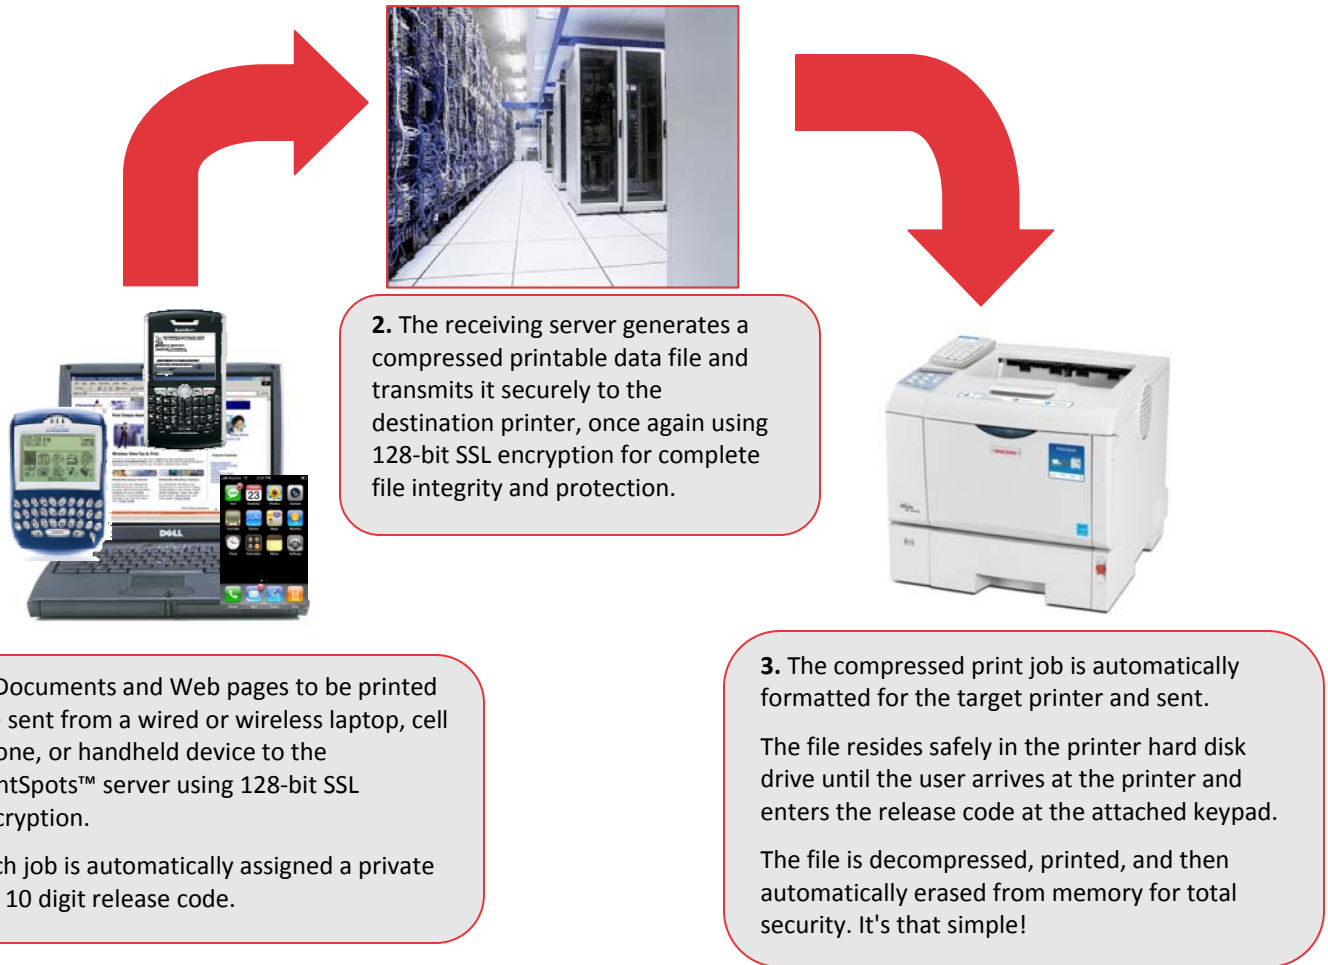 2. The receiving server generates a
compressed printable data file and
transmits it securely to the
destination printer, once again using
128-bit SSL encryption for complete
file integrity and protection.
DELL
Documents and Web pages to be printed
sent from a wired or wireless laptop, cell
one, or handheld device to the
ntSpots™ server using 128-bit SSL
cryption.
ch job is automatically assigned a private
10 digit release code.
3. The compressed print job is automatically
formatted for the target printer and sent.
The file resides safely in the printer hard disk
drive until the user arrives at the printer and
enters the release code at the attached keypad.
The file is decompressed, printed, and then
automatically erased from memory for total
security. It's that simple!